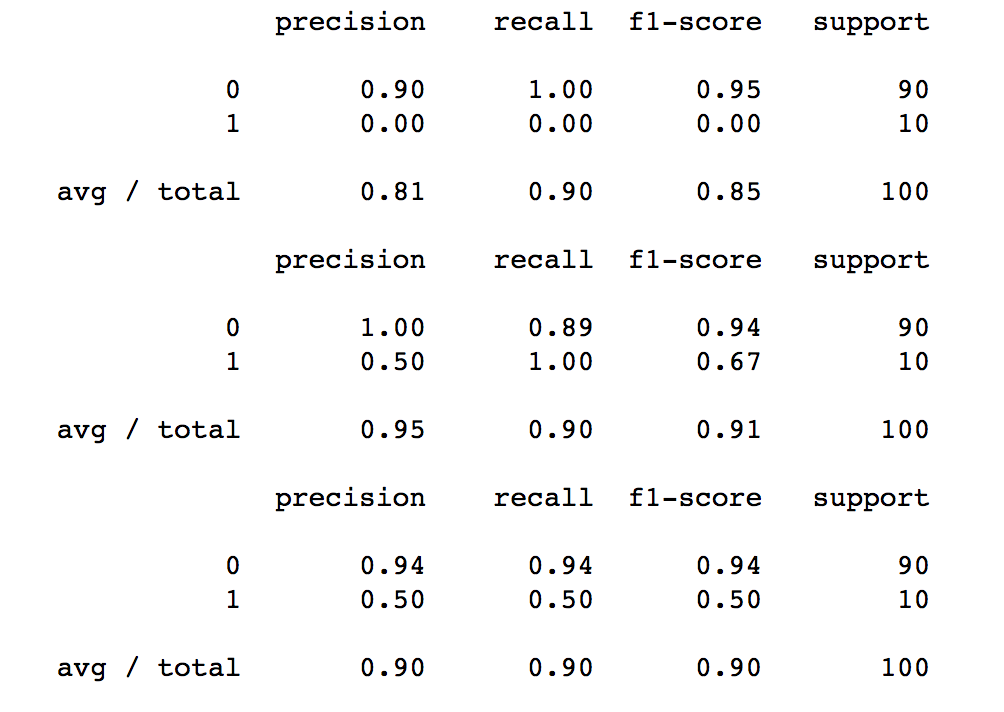 precision recall f1-score support
0 0.90 1.00 0.95 90
1 0.00 0.00 0.00 10
avg / total 0.81 0.90 0.85 100
precision recall f1-score support
0 1.00 0.89 0.94 90
1 0.50 1.00 0.67 10
avg / total 0.95 0.90 0.91 100
precision recall f1-score support
0 0.94 0.94 0.94 90
1 0.50 0.50 0.50 10
avg / total 0.90 0.90 0.90 100